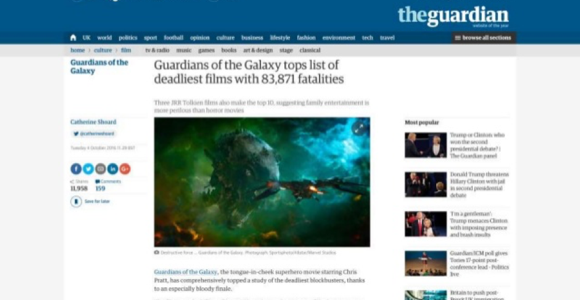 theguardian
website of the year
UK world politics sport football opinion culture business lifestyle fashion environment tech travel
browse all sections
home › culture › film tv & radio music games books art & design stage classical
Guardians of the
Galaxy
Guardians of the Galaxy tops list of
deadliest films with 83,871 fatalities
Three JRR Tolkien films also make the top 10, suggesting family entertainment is
more perilous than horror movies
Catherine Shoard
@catherineshoard
Tuesday 4 October 2016
Shares Comments
11,958 159
Save for later
Guardians of the Galaxy. Photograph:
Guardians of the Galaxy, the tongue-in-cheek superhero movie starring Chris
Pratt, has comprehensively topped a study of the deadliest blockbusters, thanks
to an especially bloody finale.
Most popular
Trump or Clinton: who
won the second
presidential debate? |
The Guardian panel
Donald Trump threatens
Hillary Clinton with jail
in second presidential
debate
'I'm a gentleman':
Trump menaces Clinton
with imposing presence
and brash insults
Guardian/ICM poll gives
Tories 17-point post-
conference lead - Politics
live
Britain to push post-